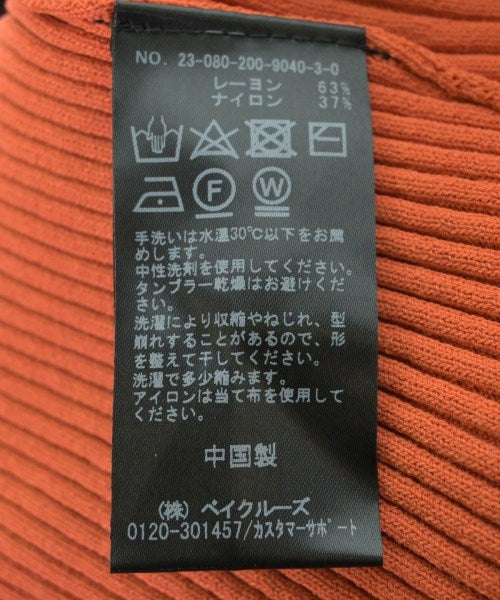 NO. 23-080-200-9040-3-0
レーヨン 63%
ナイロン 37%
F W
手洗いは水温30℃以下をお薦
めします。
中性洗剤を使用してください。
タンブラー乾燥はお避けくだ
さい。
洗濯により収縮やねじれ、型
崩れすることがあるので、形
を整えて干してください。
洗濯で多少縮みます。
アイロンは当て布を使用して
ください。
中国製
(株) ベイクルーズ
0120-301457/カスタマーサポート